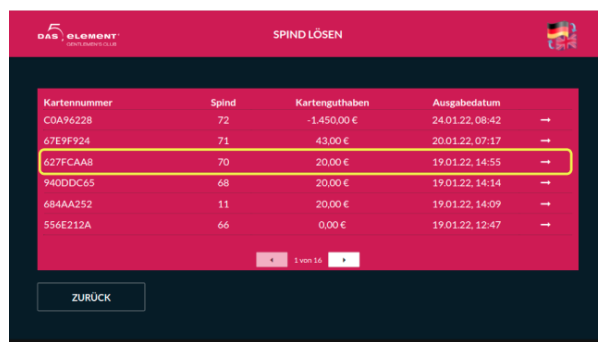 DAS 5 eLement
GENTLEMEN'S CLUB
SPIND LÖSEN
Kartennummer Spind Kartenguthaben Ausgabedatum
C0A96228 72 -1.450,00 € 24.01.22, 08:42 →
67E9F924 71 43,00 € 20.01.22, 07:17 →
627FCAA8 70 20,00 € 19.01.22, 14:55 →
940DDC65 68 20,00 € 19.01.22, 14:14 →
684AA252 11 20,00 € 19.01.22, 14:09 →
556E212A 66 0,00 € 19.01.22, 12:47 →
1 von 16
ZURÜCK